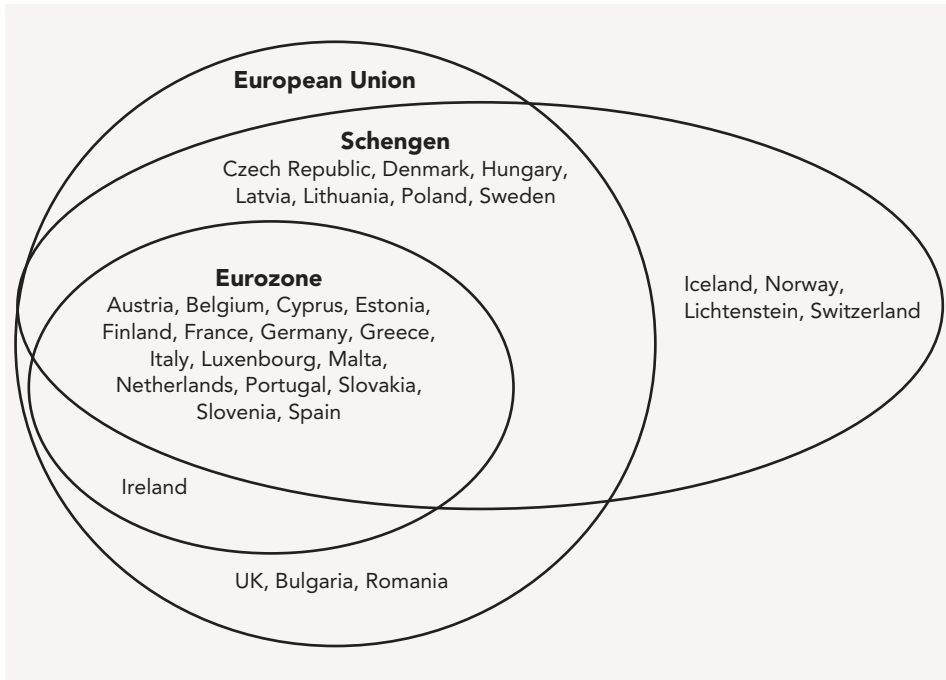 European Union
Schengen
Czech Republic, Denmark, Hungary,
Latvia, Lithuania, Poland, Sweden
Eurozone
Austria, Belgium, Cyprus, Estonia,
Finland, France, Germany, Greece,
Italy, Luxenbourg, Malta,
Netherlands, Portugal, Slovakia,
Slovenia, Spain
Iceland, Norway,
Lichtenstein, Switzerland
Ireland
UK, Bulgaria, Romania